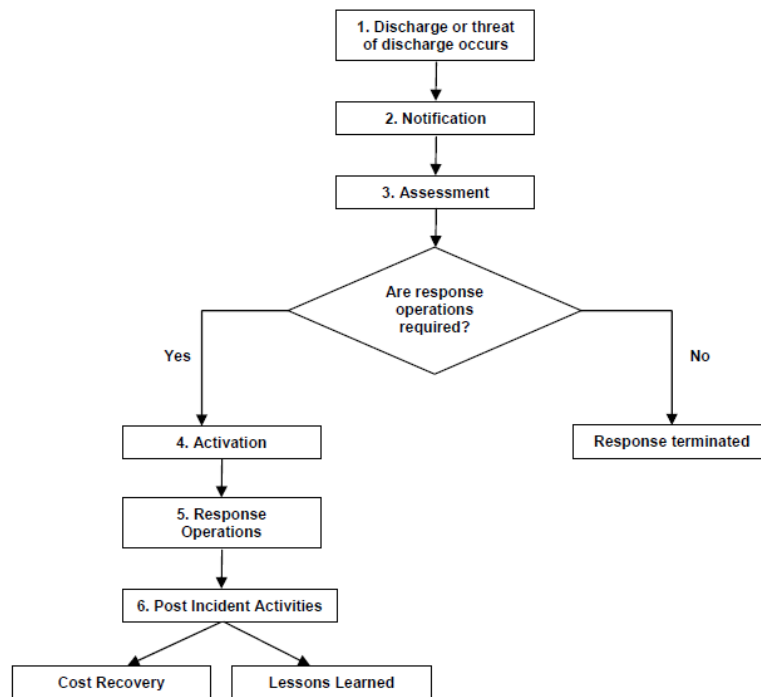 1. Discharge or threat
of discharge occurs
2. Notification
3. Assessment
Are response
operations
required?
Yes
No
4. Activation
Response terminated
5. Response
Operations
6. Post Incident Activities
Cost Recovery
Lessons Learned